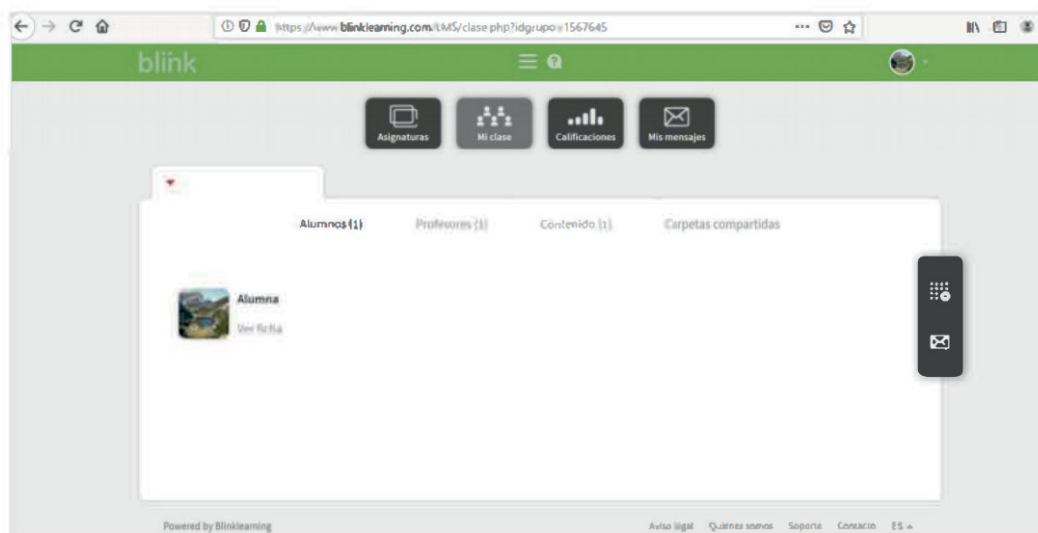 https://www.blinklearning.com/LMS/clase.php?idgrupo=1567645
blink
Asignaturas Mi clase Calificaciones Mis mensajes
Alumnos (1) Profesores (1) Contenido (1) Carpetas compartidas
Alumna
Ver ficha
Powered by Blinklearning Aviso legal Quiénes somos Soporte Contacto ES